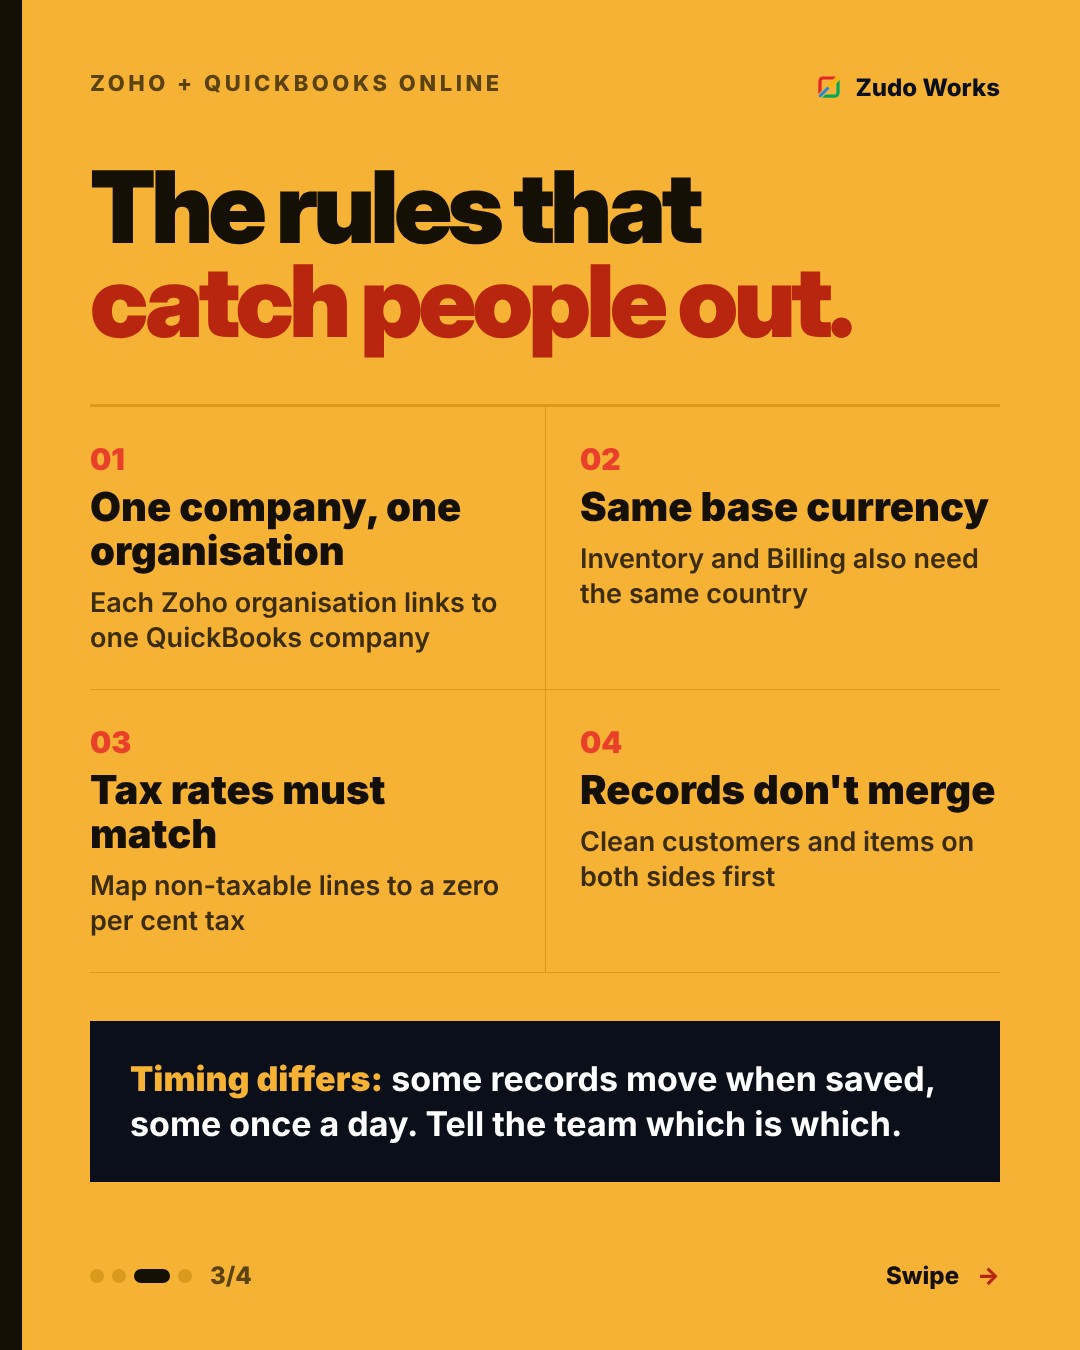 ZOHO + QUICKBOOKS ONLINE
Zudo Works
The rules that
catch people out.
01
One company, one
organisation
Each Zoho organisation links to
one QuickBooks company
02
Same base currency
Inventory and Billing also need
the same country
03
Tax rates must
match
Map non-taxable lines to a zero
per cent tax
04
Records don't merge
Clean customers and items on
both sides first
Timing differs: some records move when saved,
some once a day. Tell the team which is which.
3/4
Swipe →